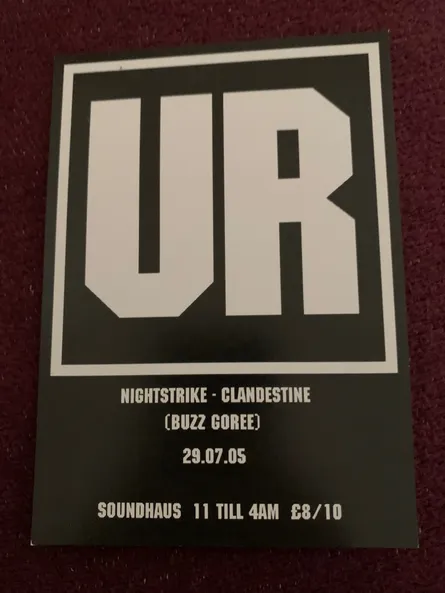 UR
NIGHTSTRIKE - CLANDESTINE
(BUZZ GOREE)
29.07.05
SOUNDHAUS 11 TILL 4AM £8/10